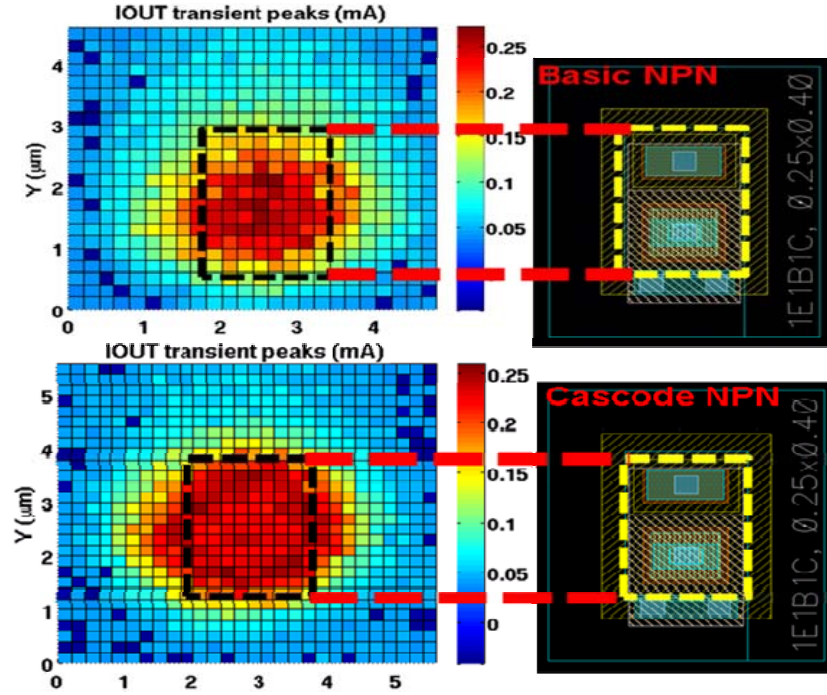 IOUT transient peaks (mA)
Y (μm)
4
3
2
1
0
0 1 2 3 4
0.25
0.2
0.15
0.1
0.05
Basic NPN
1E1B1C, 0.25x0.40
IOUT transient peaks (mA)
Y (μm)
5
4
3
2
1
0
0 1 2 3 4 5
0.25
0.2
0.15
0.1
0.05
0
Cascode NPN
1E1B1C, 0.25x0.40